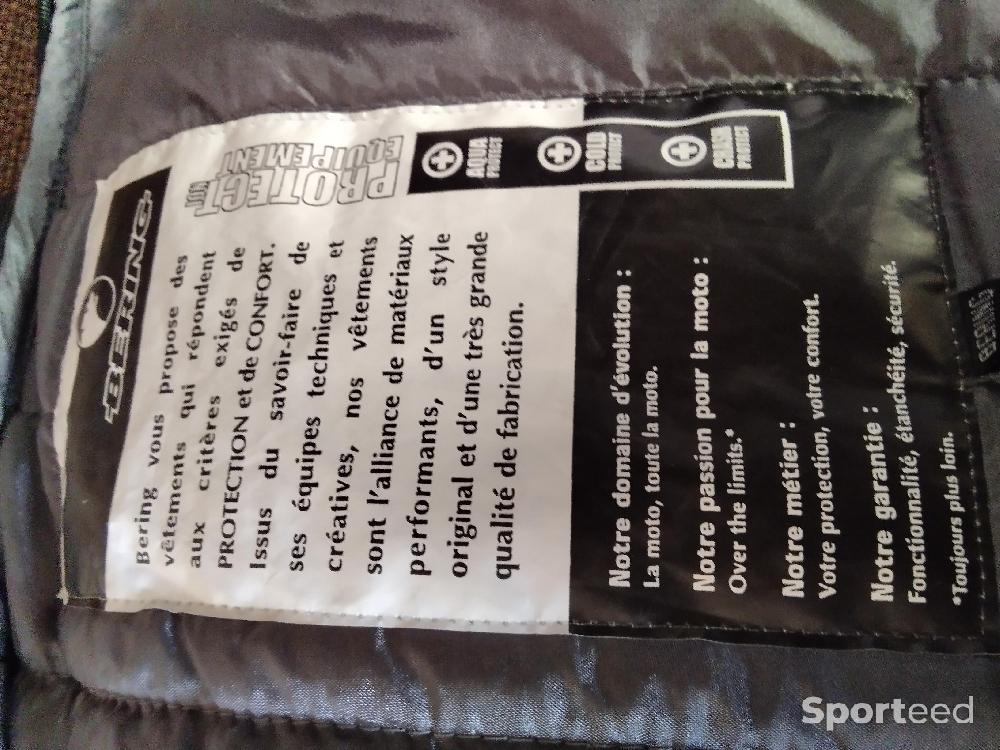 BERING
Bering vous propose des
vêtements qui répondent
aux critères exigés de
PROTECTION et de CONFORT.
Issus du savoir-faire de
ses équipes techniques et
créatives, nos vêtements
sont l'alliance de matériaux
performants, d'un style
original et d'une très grande
qualité de fabrication.
PROTECT
EQUIPEMENT
AQUA
PROTECT
COLD
PROTECT
CRASH
PROTECT
Notre domaine d'évolution :
La moto, toute la moto.
Notre passion pour la moto :
Over the limits.*
Notre métier :
Votre protection, votre confort.
Notre garantie :
Fonctionnalité, étanchéité, sécurité.
*Toujours plus loin.
BERING
Sporteed